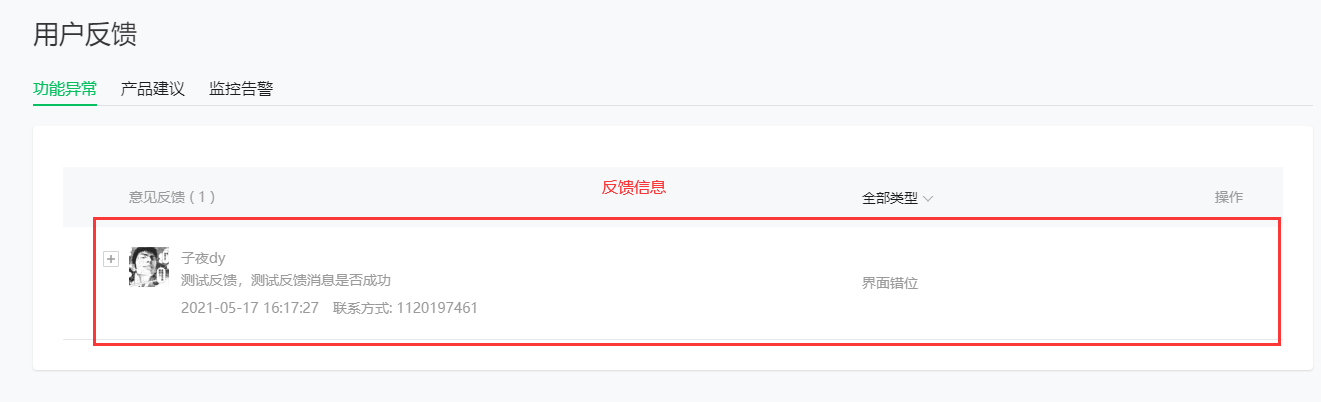 用户反馈
功能异常 产品建议 监控告警
反馈信息
意见反馈 ( 1 ) 全部类型 操作
子夜dy
测试反馈，测试反馈消息是否成功
界面错位
2021-05-17 16:17:27 联系方式: 1120197461